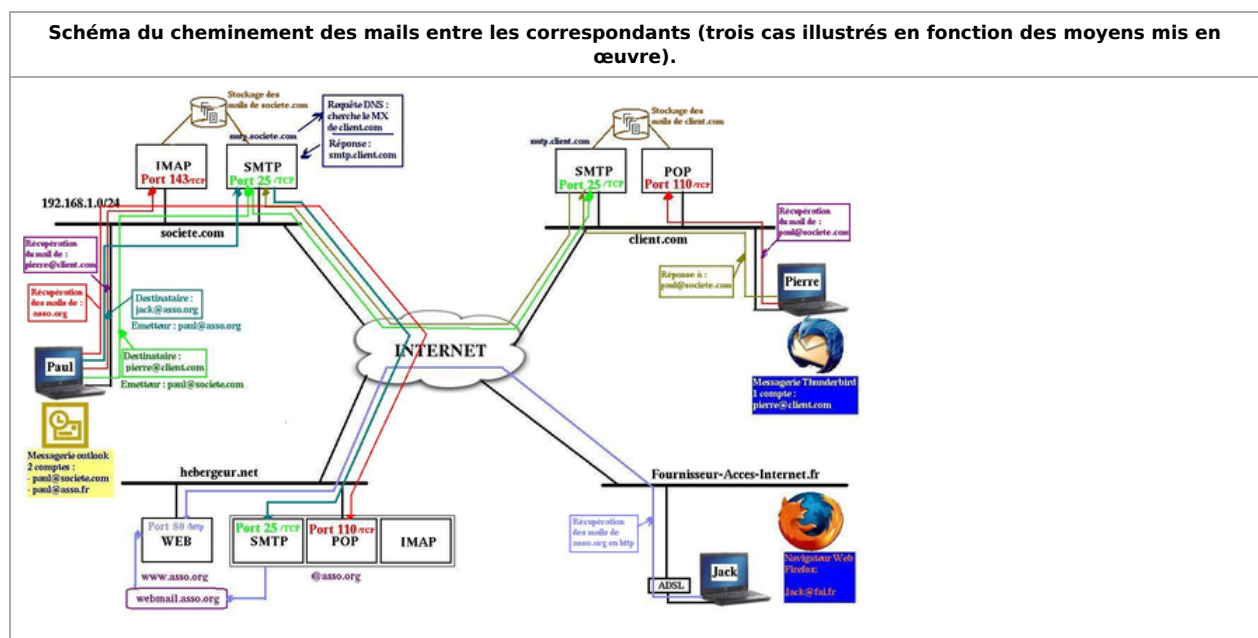 Schéma du cheminement des mails entre les correspondants (trois cas illustrés en fonction des moyens mis en
œuvre).
Stockage des
mails de societe.com
smtp.societe.com
Requête DNS :
cherche le MX
de client.com
Réponse :
smtp.client.com
IMAP
Port 143/TCP
SMTP
Port 25 /TCP
192.168.1.0/24
societe.com
Stockage des
mails de client.com
smtp.client.com
SMTP
Port 25 /TCP
POP
Port 110/TCP
client.com
Récupération
du mail de :
pierre@client.com
Récupération
des mails de :
asso.org
Destinataire :
jack@asso.org
Emetteur : paul@asso.org
Destinataire :
pierre@client.com
Emetteur : paul@societe.com
Paul
Messagerie outlook
2 comptes :
- paul@societe.com
- paul@asso.fr
INTERNET
Récupération
du mail de :
paul@societe.com
Réponse à :
paul@societe.com
Pierre
Messagerie Thunderbird
1 compte :
pierre@client.com
hebergeur.net
Port 80 /http
WEB
Port 25 /TCP
SMTP
Port 110/TCP
POP
IMAP
www.asso.org
@asso.org
webmail.asso.org
Fournisseur-Acces-Internet.fr
Récupération
des mails de
asso.org en http
ADSL
Jack
Navigateur Web
Firefox:
Jack@fai.fr